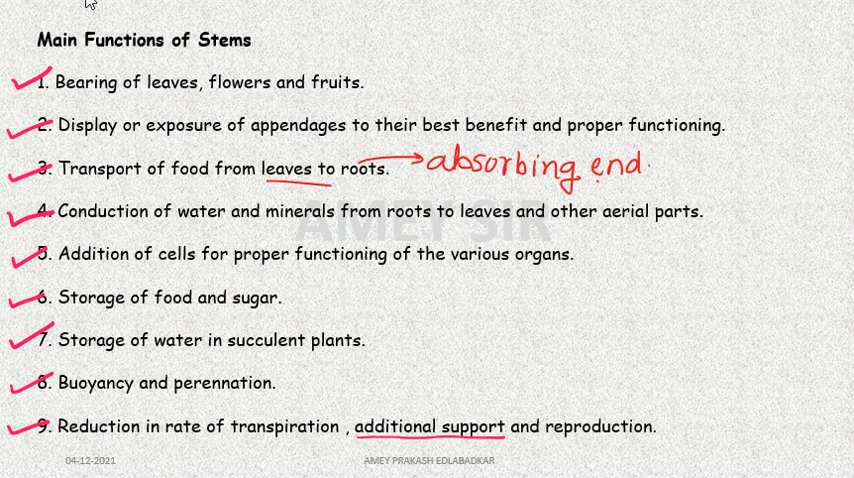 Main Functions of Stems
1. Bearing of leaves, flowers and fruits.
2. Display or exposure of appendages to their best benefit and proper functioning.
3. Transport of food from leaves to roots. → absorbing end.
4. Conduction of water and minerals from roots to leaves and other aerial parts.
AMEY SIR
5. Addition of cells for proper functioning of the various organs.
6. Storage of food and sugar.
7. Storage of water in succulent plants.
8. Buoyancy and perennation.
9. Reduction in rate of transpiration , additional support and reproduction.
04-12-2021 AMEY PRAKASH EDLABADKAR